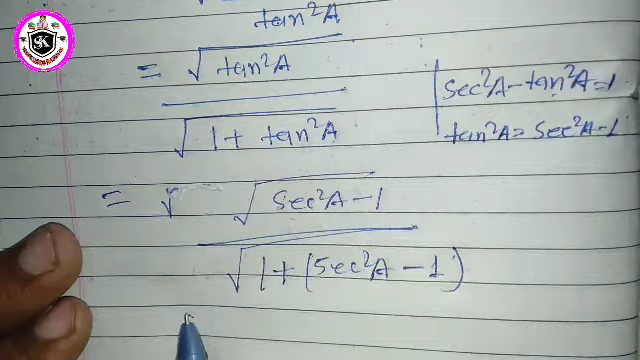 tan²A
= √tan²A
√1 + tan²A
sec²A - tan²A = 1
tan²A = sec²A - 1
= √ √sec²A - 1
√1 + (sec²A - 1)